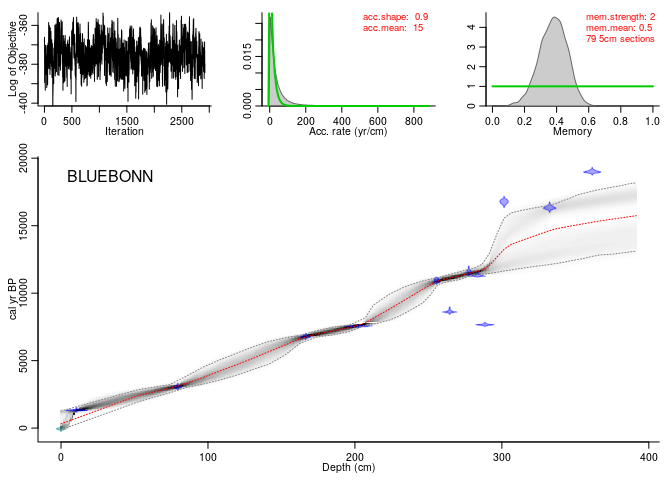 acc.shape: 0.9
acc.mean: 15
mem.strength: 2
mem.mean: 0.5
79 5cm sections
Log of Objective
-400 -380 -360
0 500 1500 2500
Iteration
0.000 0.015
0 200 400 600 800
Acc. rate (yr/cm)
0 1 2 3 4
0.0 0.2 0.4 0.6 0.8 1.0
Memory
BLUEBONN
cal yr BP
0 5000 10000 15000 20000
0 100 200 300 400
Depth (cm)